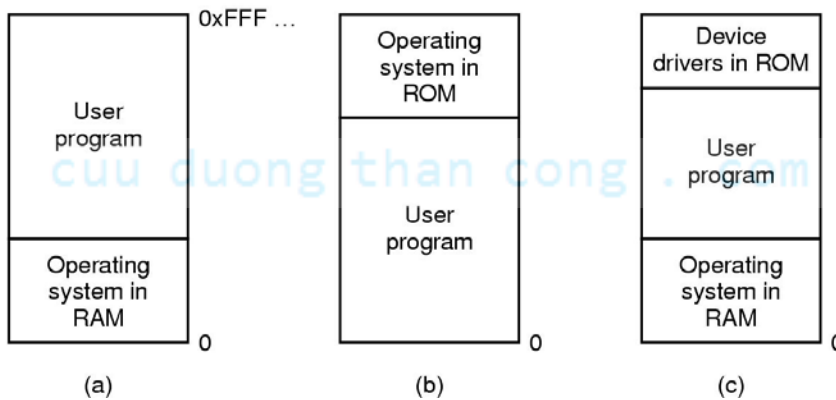 0xFFF ...
User
program
Operating
system in
RAM
0
(a)
Operating
system in
ROM
User
program
0
(b)
Device
drivers in ROM
User
program
Operating
system in
RAM
0
(c)
cuu duong than cong . com